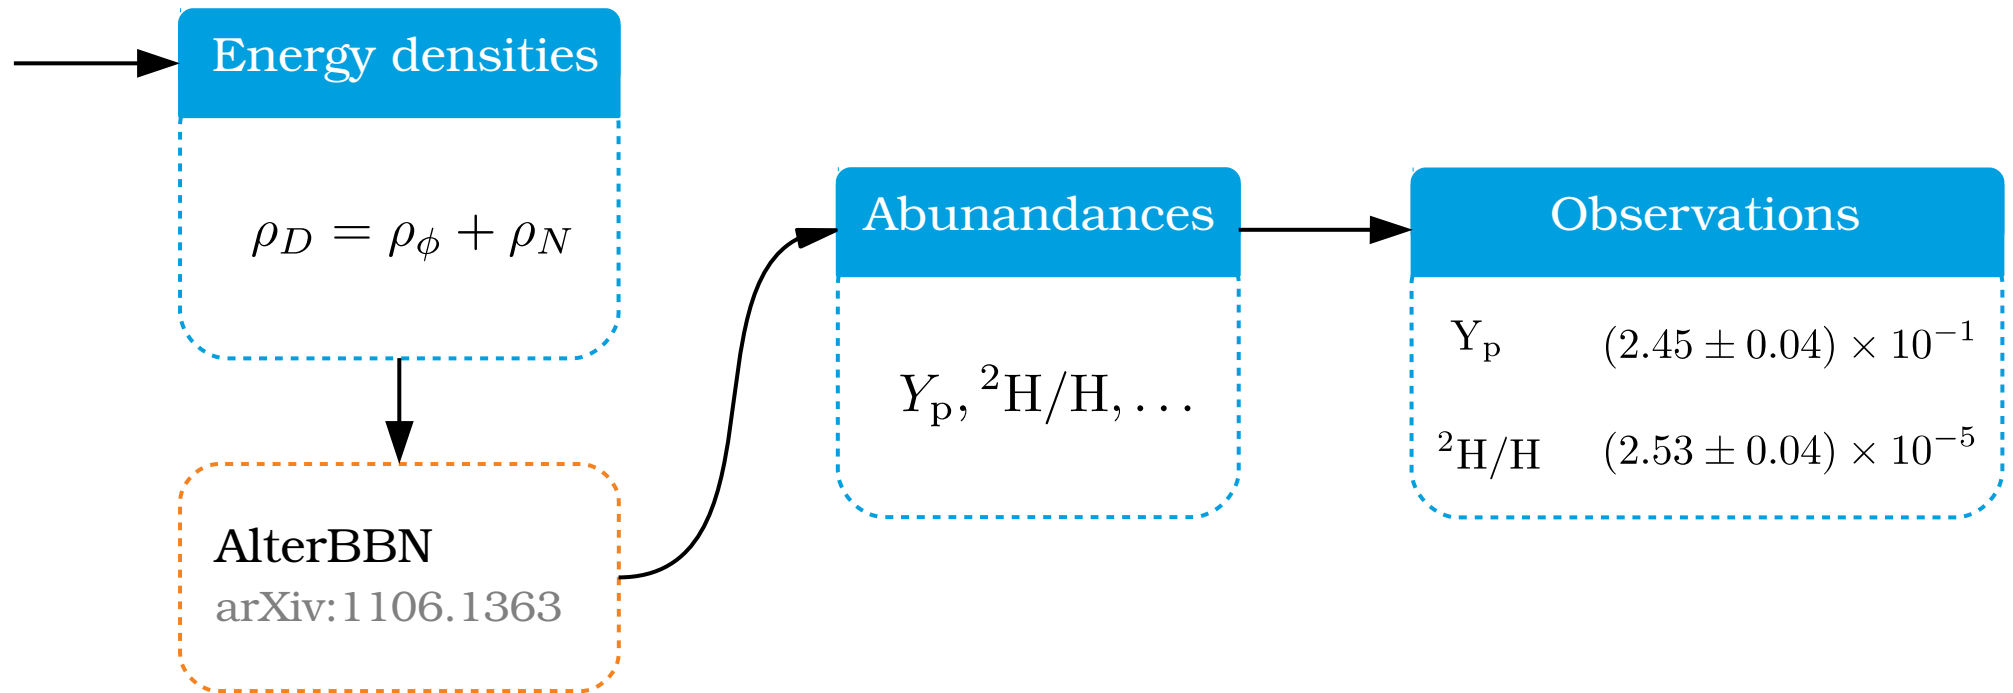 Energy densities
ρ_D = ρ_ϕ + ρ_N
AlterBBN
arXiv:1106.1363
Abunandances
Y_p, ²H/H, …
Observations
Y_p (2.45 ± 0.04) × 10⁻¹
²H/H (2.53 ± 0.04) × 10⁻⁵